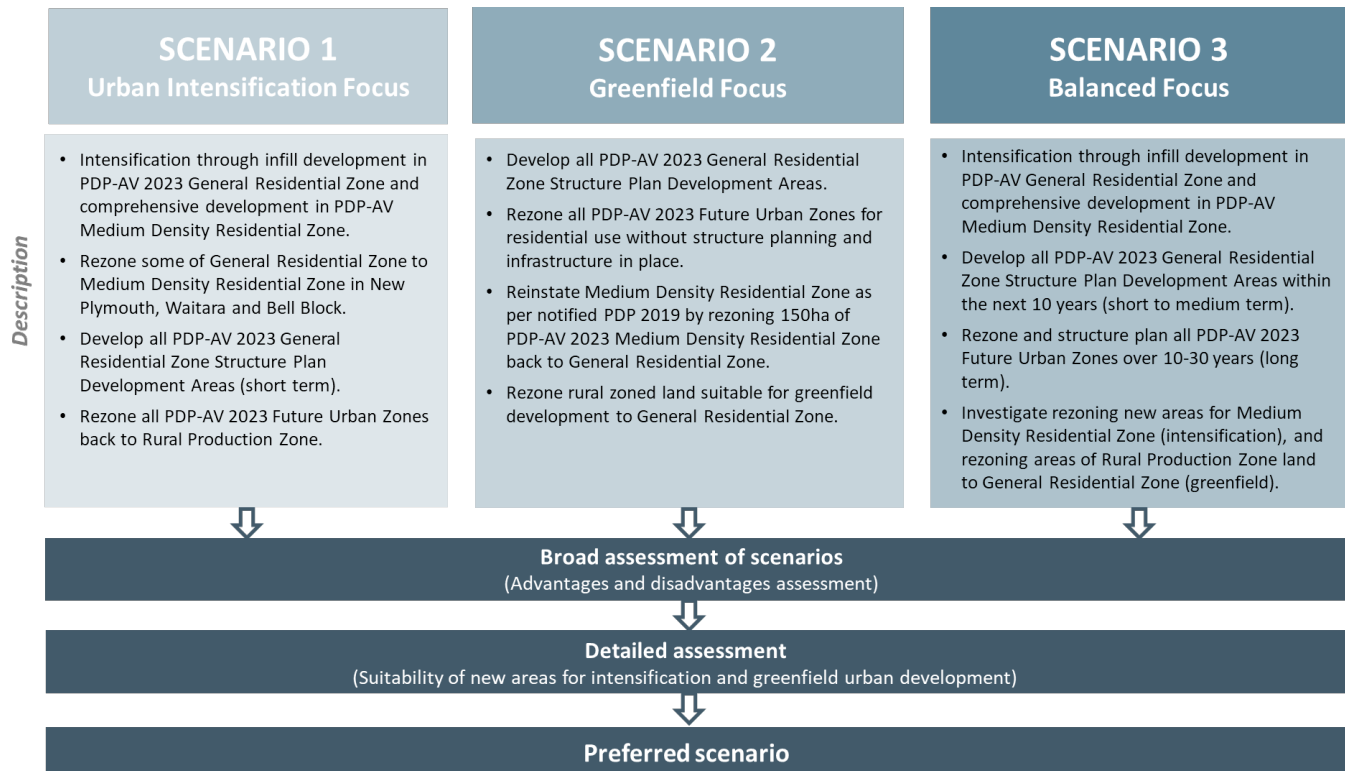 SCENARIO 1
Urban Intensification Focus
SCENARIO 2
Greenfield Focus
SCENARIO 3
Balanced Focus
Description
• Intensification through infill development in
PDP-AV 2023 General Residential Zone and
comprehensive development in PDP-AV
Medium Density Residential Zone.
• Rezone some of General Residential Zone to
Medium Density Residential Zone in New
Plymouth, Waitara and Bell Block.
• Develop all PDP-AV 2023 General
Residential Zone Structure Plan
Development Areas (short term).
• Rezone all PDP-AV 2023 Future Urban Zones
back to Rural Production Zone.
• Develop all PDP-AV 2023 General Residential
Zone Structure Plan Development Areas.
• Rezone all PDP-AV 2023 Future Urban Zones for
residential use without structure planning and
infrastructure in place.
• Reinstate Medium Density Residential Zone as
per notified PDP 2019 by rezoning 150ha of
PDP-AV 2023 Medium Density Residential Zone
back to General Residential Zone.
• Rezone rural zoned land suitable for greenfield
development to General Residential Zone.
• Intensification through infill development in
PDP-AV General Residential Zone and
comprehensive development in PDP-AV
Medium Density Residential Zone.
• Develop all PDP-AV 2023 General Residential
Zone Structure Plan Development Areas within
the next 10 years (short to medium term).
• Rezone and structure plan all PDP-AV 2023
Future Urban Zones over 10-30 years (long
term).
• Investigate rezoning new areas for Medium
Density Residential Zone (intensification), and
rezoning areas of Rural Production Zone land
to General Residential Zone (greenfield).
Broad assessment of scenarios
(Advantages and disadvantages assessment)
Detailed assessment
(Suitability of new areas for intensification and greenfield urban development)
Preferred scenario